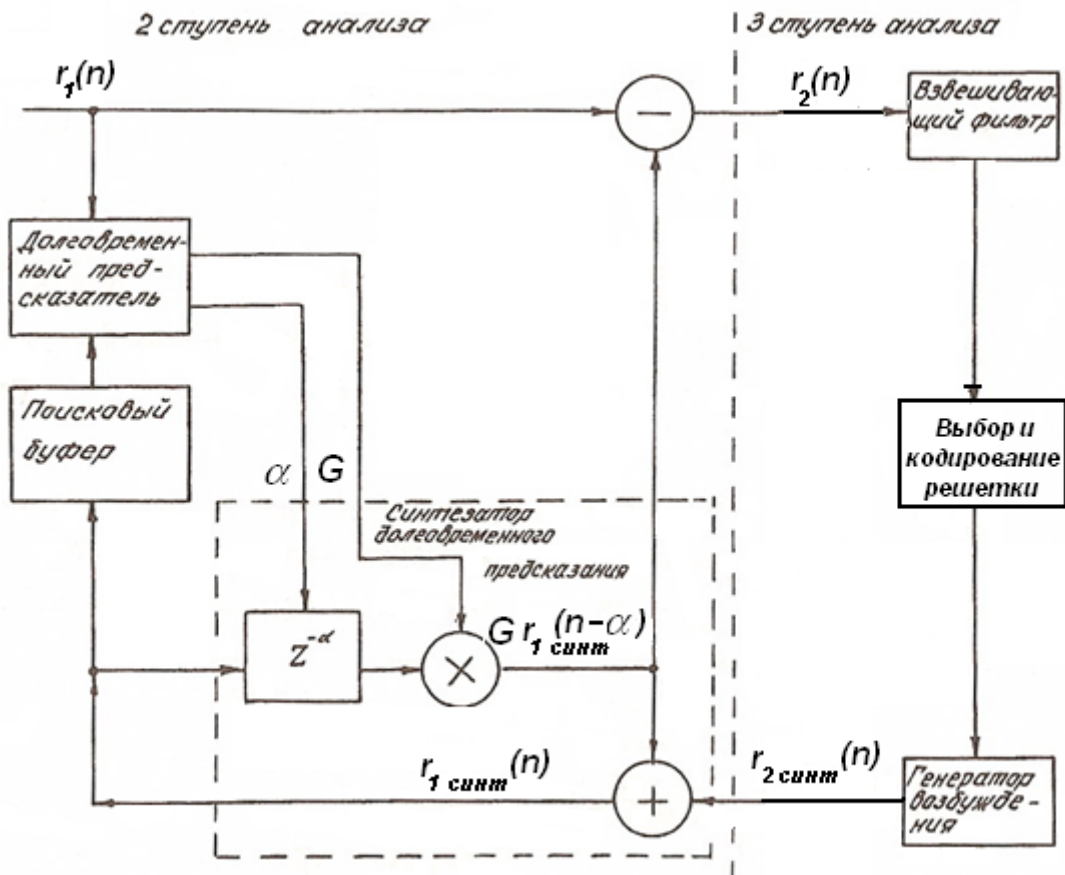 2 ступень анализа
3 ступень анализа
r₁(n)
−
r₂(n)
Взвешиваю-
щий фильтр
Долговремен-
ный пред-
сказатель
Поисковый
буфер
α G
Выбор и
кодирование
решетки
Синтезатор
долговременного
предсказания
Z^{-α}
×
G r₁ синт (n-α)
r₁ синт (n)
+
r₂ синт (n)
Генератор
возбужде-
ния